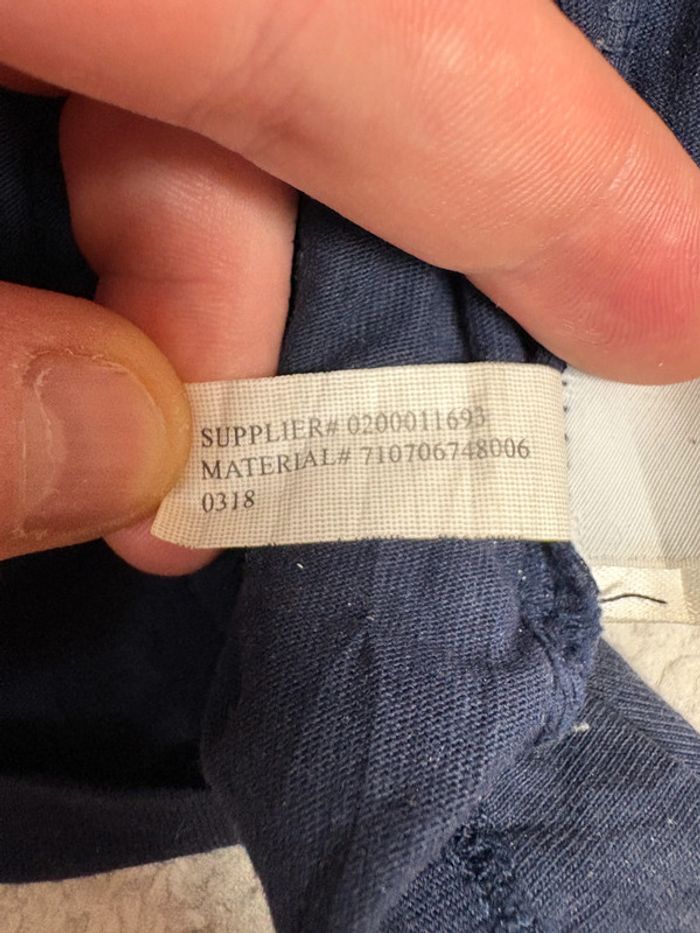 SUPPLIER# 0200011693
MATERIAL# 710706748006
0318